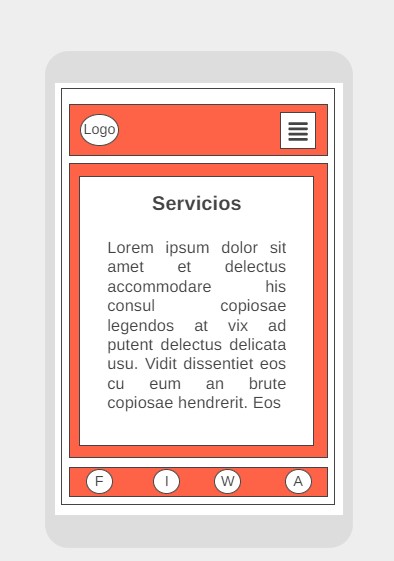 Logo
Servicios
Lorem ipsum dolor sit
amet et delectus
accommodare his
consul copiosae
legendos at vix ad
putent delectus delicata
usu. Vidit dissentiet eos
cu eum an brute
copiosae hendrerit. Eos
F I W A